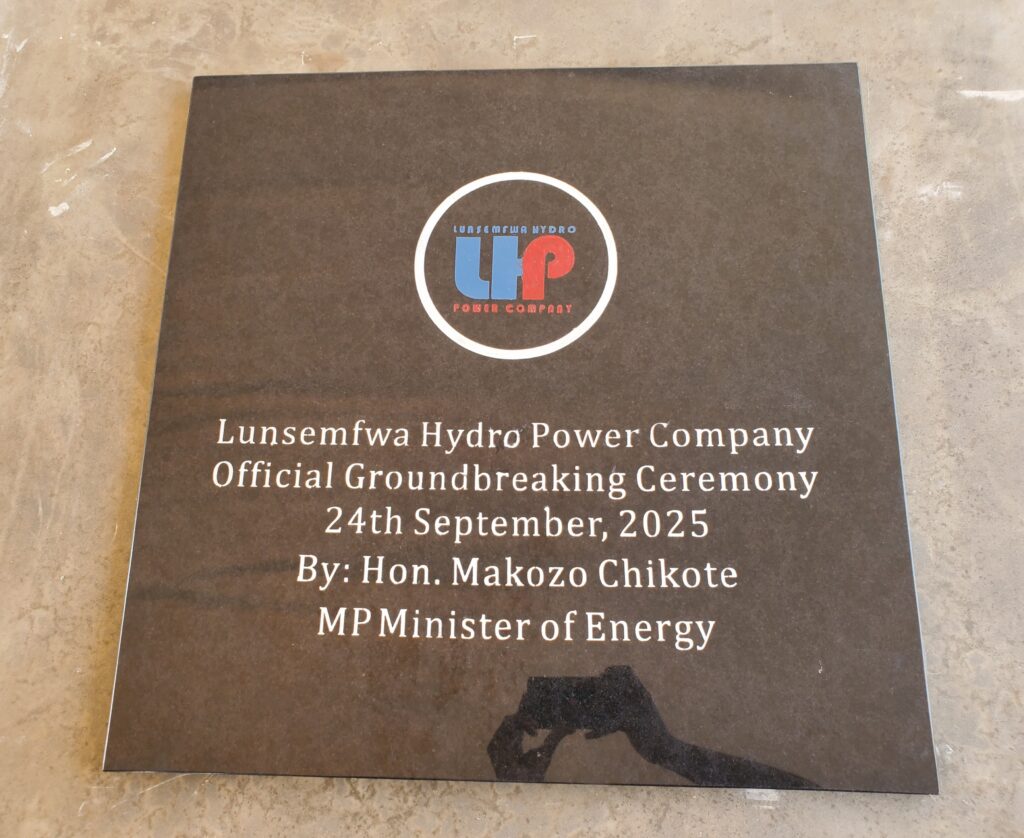 LUNSEMFWA HYDRO
LHP
POWER COMPANY
Lunsemfwa Hydro Power Company
Official Groundbreaking Ceremony
24th September, 2025
By: Hon. Makozo Chikote
MP Minister of Energy